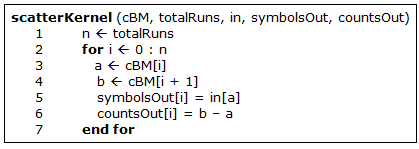 scatterKernel (cBM, totalRuns, in, symbolsOut, countsOut)
1 n ← totalRuns
2 for i ← 0 : n
3 a ← cBM[i]
4 b ← cBM[i + 1]
5 symbolsOut[i] = in[a]
6 countsOut[i] = b – a
7 end for